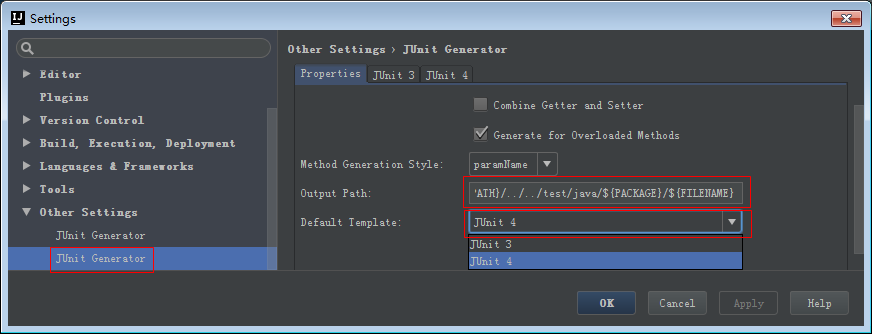 IJ Settings
Editor
Plugins
Version Control
Build, Execution, Deployment
Languages & Frameworks
Tools
Other Settings
JUnit Generator
JUnit Generator
Other Settings › JUnit Generator
Properties JUnit 3 JUnit 4
Combine Getter and Setter
Generate for Overloaded Methods
Method Generation Style: paramName
Output Path: ATH}/../../test/java/${PACKAGE}/${FILENAME}
Default Template: JUnit 4
JUnit 3
JUnit 4
OK Cancel Apply Help